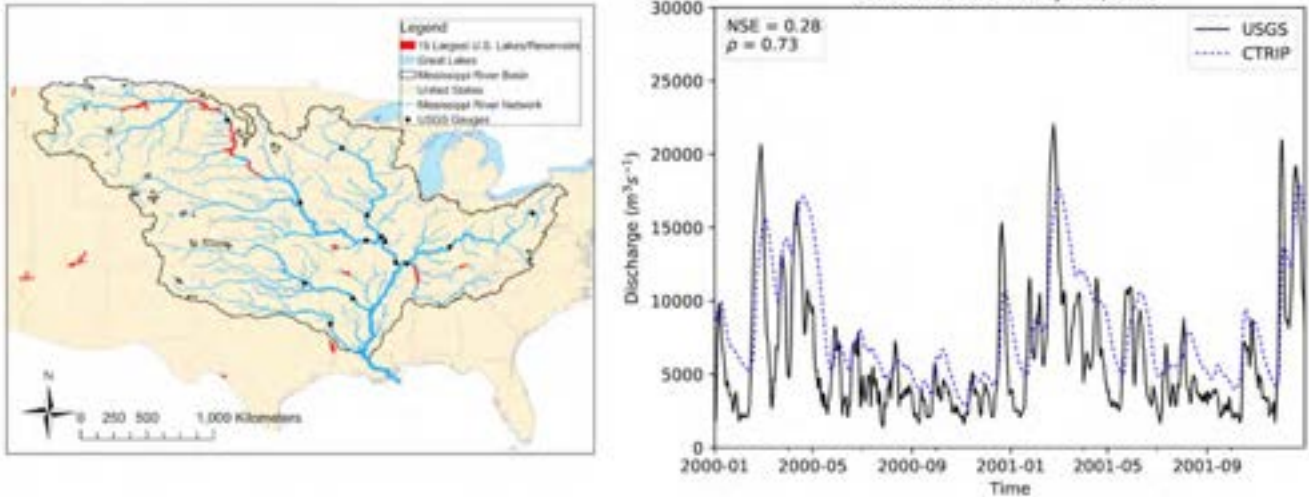 Legend
15 Largest U.S. Lakes/Reservoirs
Great Lakes
Mississippi River Basin
United States
Mississippi River Network
USGS Gauges
N
0 250 500 1,000 Kilometers
NSE = 0.28
ρ = 0.73
USGS
CTRIP
30000
25000
20000
15000
10000
5000
0
Discharge (m³s⁻¹)
2000-01 2000-05 2000-09 2001-01 2001-05 2001-09
Time